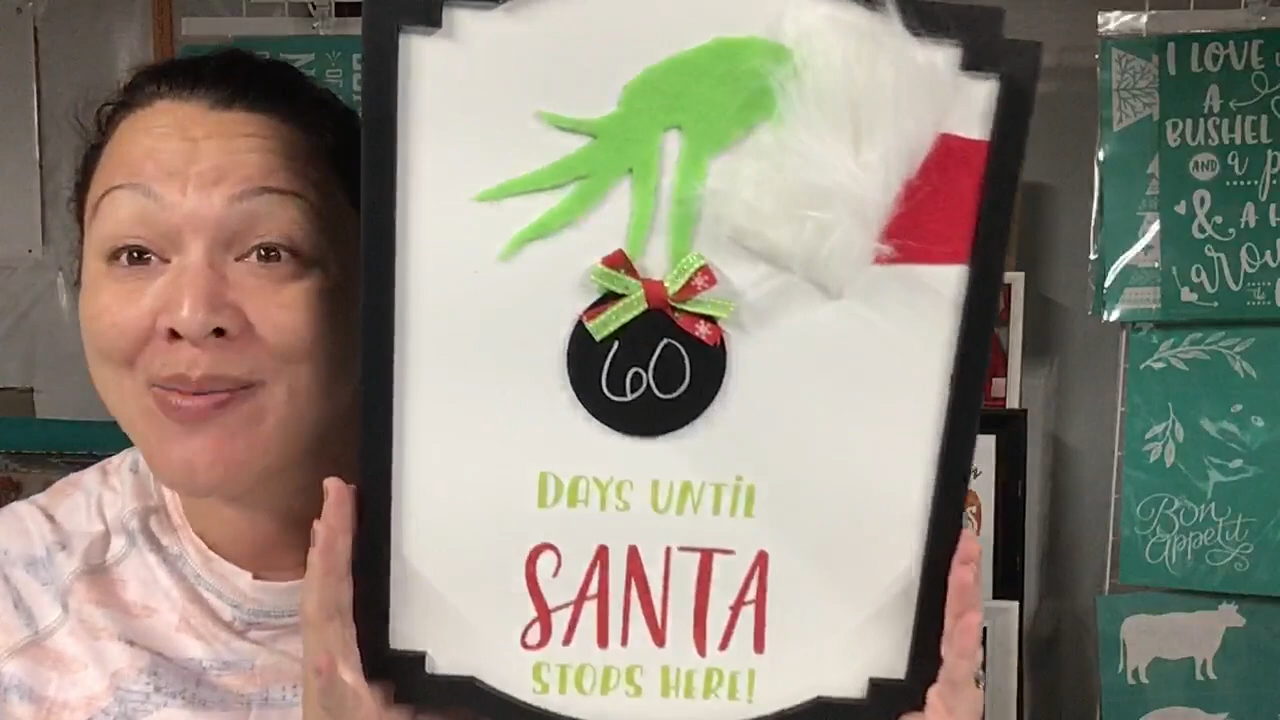 60
DAYS UNTIL
SANTA
STOPS HERE!
I LOVE
A
BUSHEL
AND a
& A
Bon
Appetit